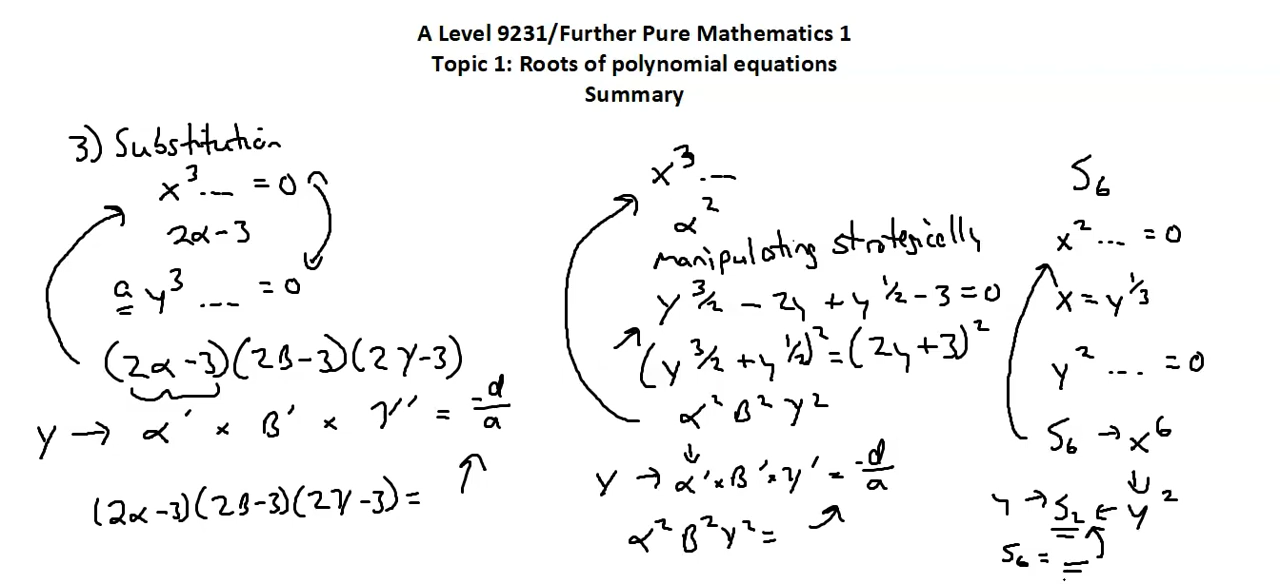 A Level 9231/Further Pure Mathematics 1
Topic 1: Roots of polynomial equations
Summary
3) Substitution
x³... = 0
2α-3
a y³ ... = 0
(2α-3)(2β-3)(2γ-3)
y → α' × β' × γ' = -d/a
(2α-3)(2β-3)(2γ-3) =
x³...
α²
manipulating strategically
y^3/2 - 2y + y^1/2 - 3 = 0
(y^3/2 + y^1/2)² = (2y+3)²
α²β²γ²
y → α'×β'×γ' = -d/a
α²β²γ² =
S₆
x² ... = 0
x = y^1/3
y² ... = 0
S₆ → x⁶
y → S₂ ← y²
S₆ = _